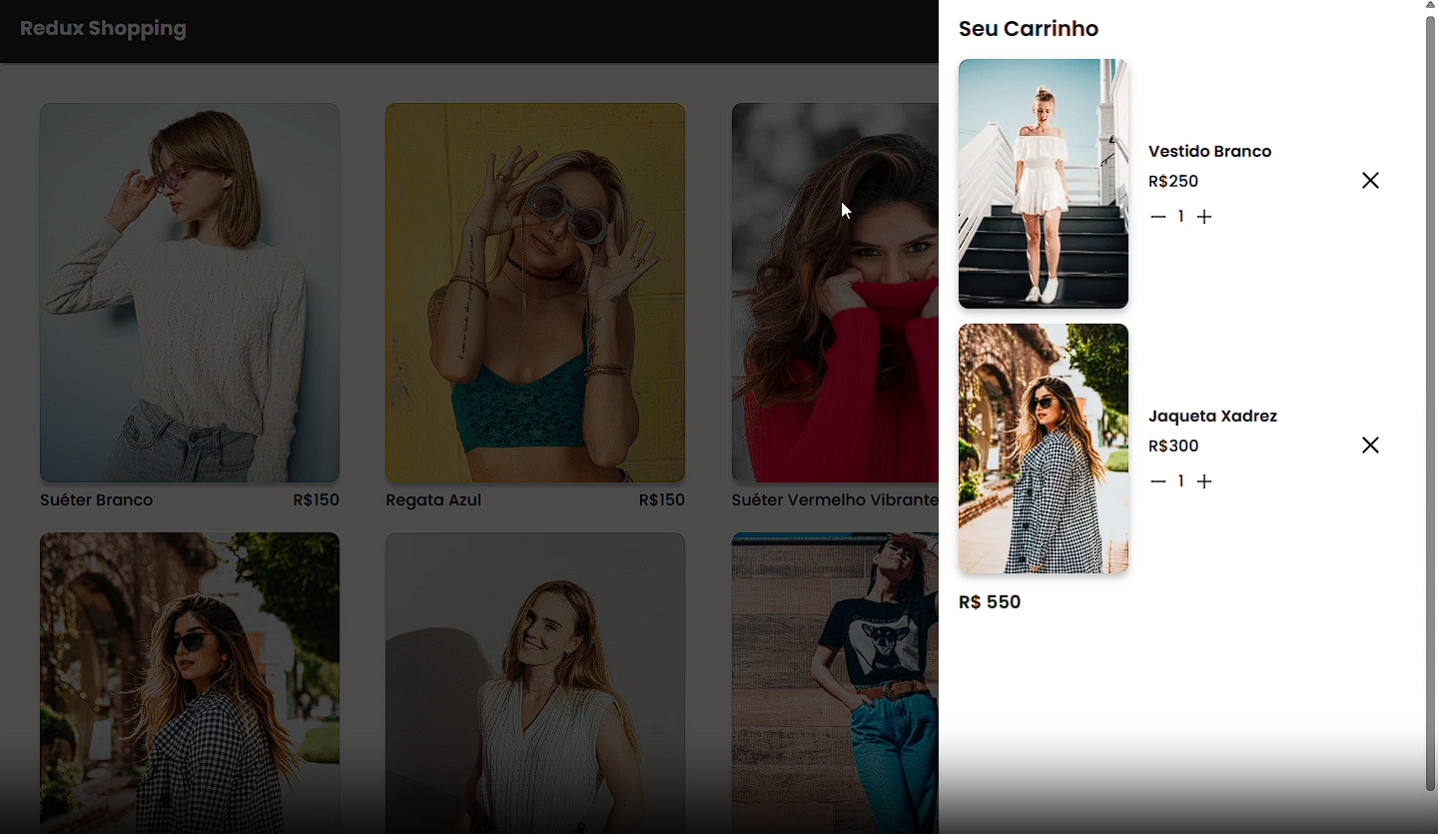 Redux Shopping
Seu Carrinho
Vestido Branco
R$250
— 1 +
Jaqueta Xadrez
R$300
— 1 +
R$ 550
Suéter Branco R$150
Regata Azul R$150
Suéter Vermelho Vibrante